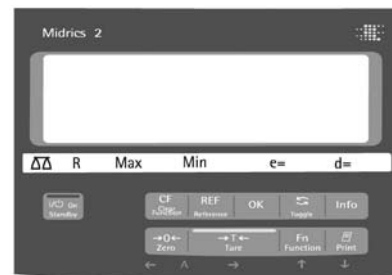 Midrics 2
R Max Min e= d=
I/⏻ On CF REF OK Info
Standby Clear Function Reference Toggle
→0← →T← Fn
Zero Tare Function Print
← ∧ → ↑ ↓